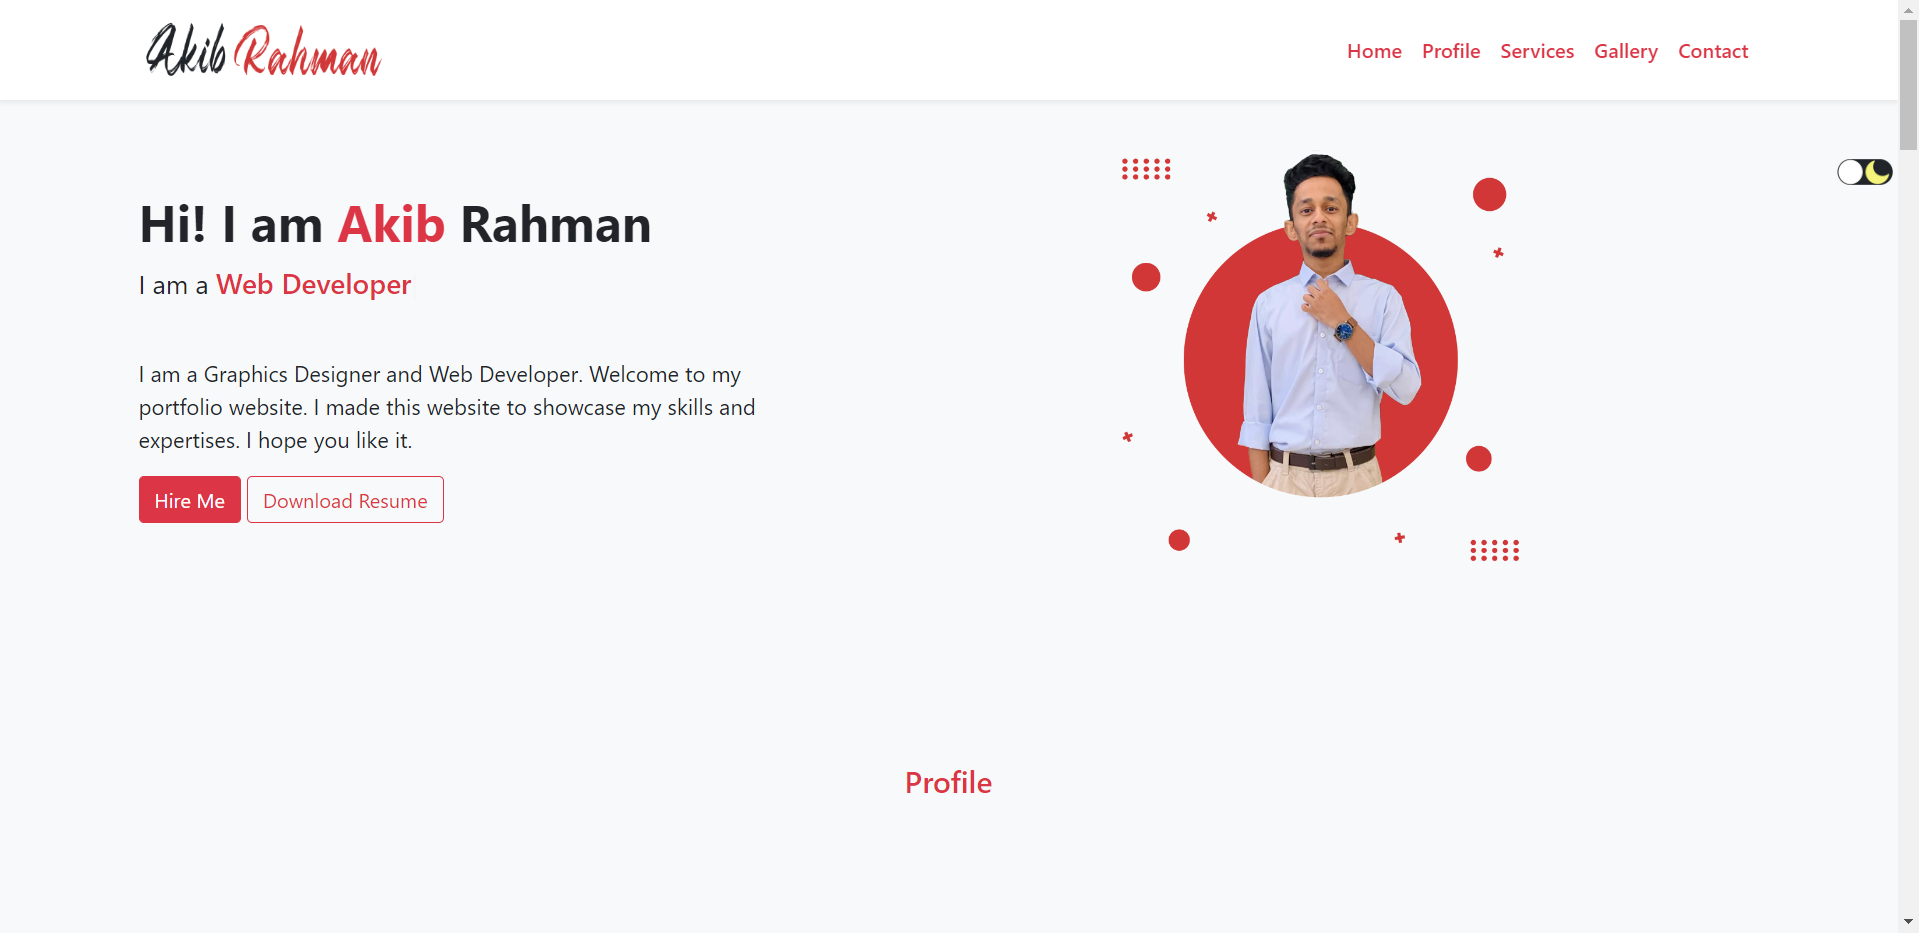 Akib Rahman
Home Profile Services Gallery Contact
Hi! I am Akib Rahman
I am a Web Developer
I am a Graphics Designer and Web Developer. Welcome to my
portfolio website. I made this website to showcase my skills and
expertises. I hope you like it.
Hire Me Download Resume
Profile